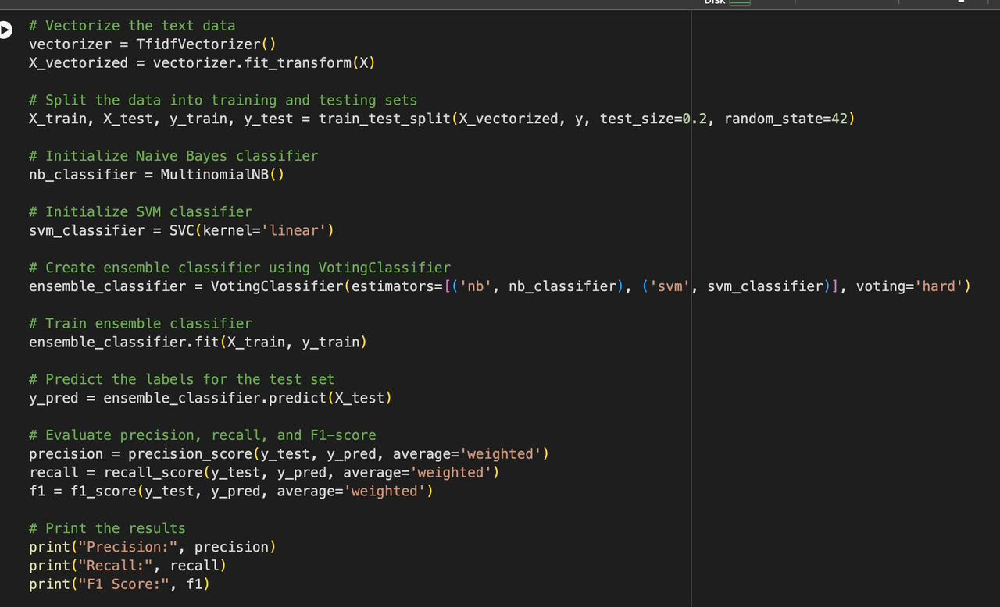 Disk
# Vectorize the text data
vectorizer = TfidfVectorizer()
X_vectorized = vectorizer.fit_transform(X)
# Split the data into training and testing sets
X_train, X_test, y_train, y_test = train_test_split(X_vectorized, y, test_size=0.2, random_state=42)
# Initialize Naive Bayes classifier
nb_classifier = MultinomialNB()
# Initialize SVM classifier
svm_classifier = SVC(kernel='linear')
# Create ensemble classifier using VotingClassifier
ensemble_classifier = VotingClassifier(estimators=[('nb', nb_classifier), ('svm', svm_classifier)], voting='hard')
# Train ensemble classifier
ensemble_classifier.fit(X_train, y_train)
# Predict the labels for the test set
y_pred = ensemble_classifier.predict(X_test)
# Evaluate precision, recall, and F1-score
precision = precision_score(y_test, y_pred, average='weighted')
recall = recall_score(y_test, y_pred, average='weighted')
f1 = f1_score(y_test, y_pred, average='weighted')
# Print the results
print("Precision:", precision)
print("Recall:", recall)
print("F1 Score:", f1)